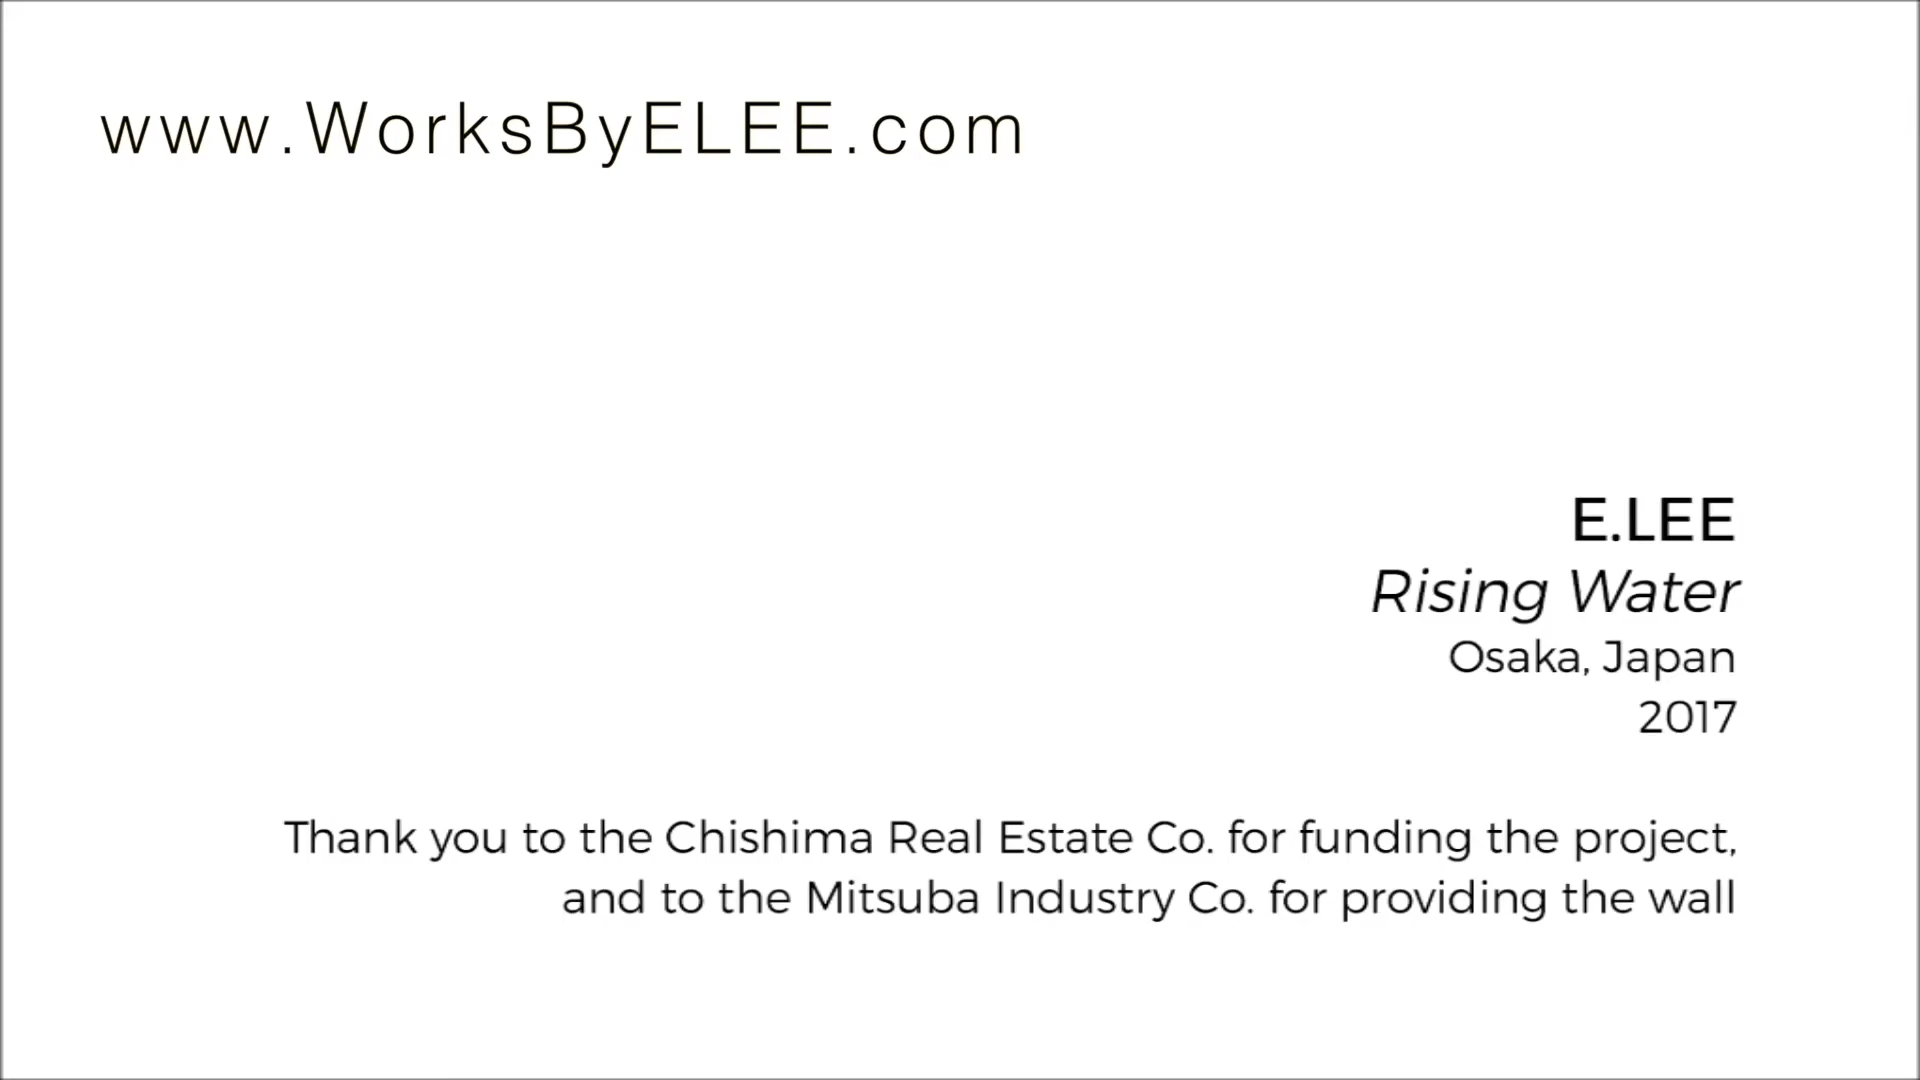 www.WorksByELEE.com
E.LEE
Rising Water
Osaka, Japan
2017
Thank you to the Chishima Real Estate Co. for funding the project,
and to the Mitsuba Industry Co. for providing the wall